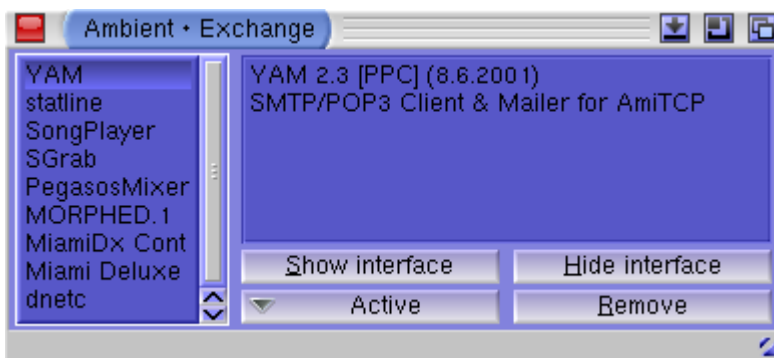 Ambient • Exchange
YAM
statline
SongPlayer
SGrab
PegasosMixer
MORPHED.1
MiamiDx Cont
Miami Deluxe
dnetc
YAM 2.3 [PPC] (8.6.2001)
SMTP/POP3 Client & Mailer for AmiTCP
Show interface
Hide interface
Active
Remove